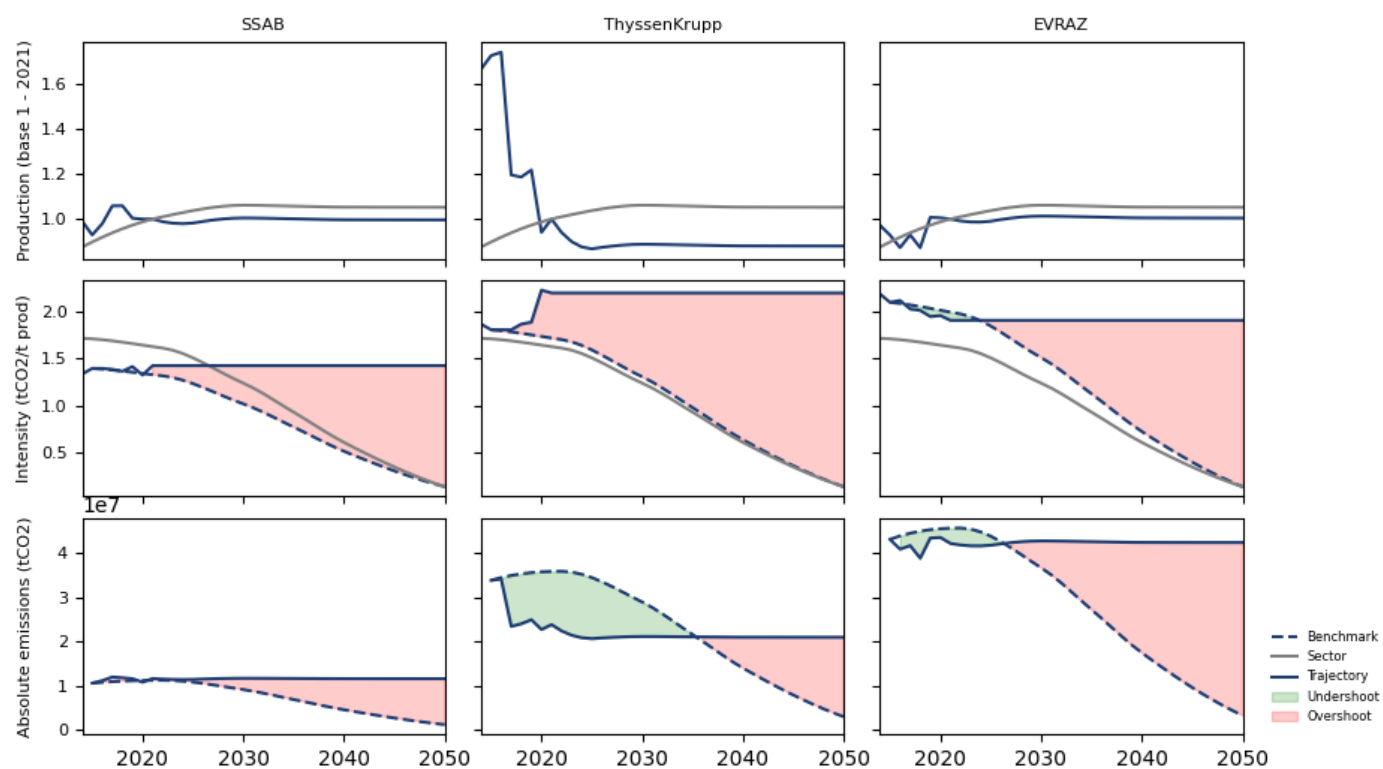 SSAB
ThyssenKrupp
EVRAZ
Production (base 1 - 2021)
1.6
1.4
1.2
1.0
Intensity (tCO2/t prod)
2.0
1.5
1.0
0.5
1e7
Absolute emissions (tCO2)
4
3
2
1
0
2020 2030 2040 2050
2020 2030 2040 2050
2020 2030 2040 2050
Benchmark
Sector
Trajectory
Undershoot
Overshoot